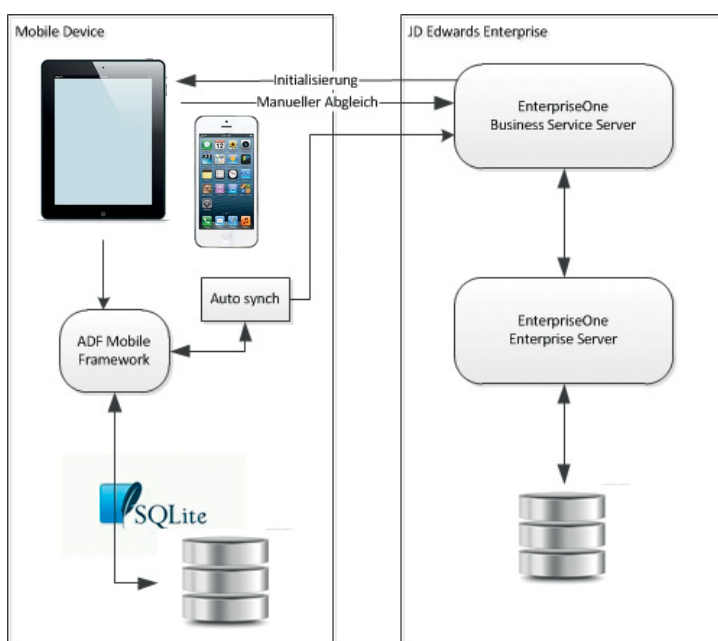 Mobile Device
JD Edwards Enterprise
Initialisierung
Manueller Abgleich
EnterpriseOne
Business Service Server
Auto synch
ADF Mobile
Framework
EnterpriseOne
Enterprise Server
SQLite